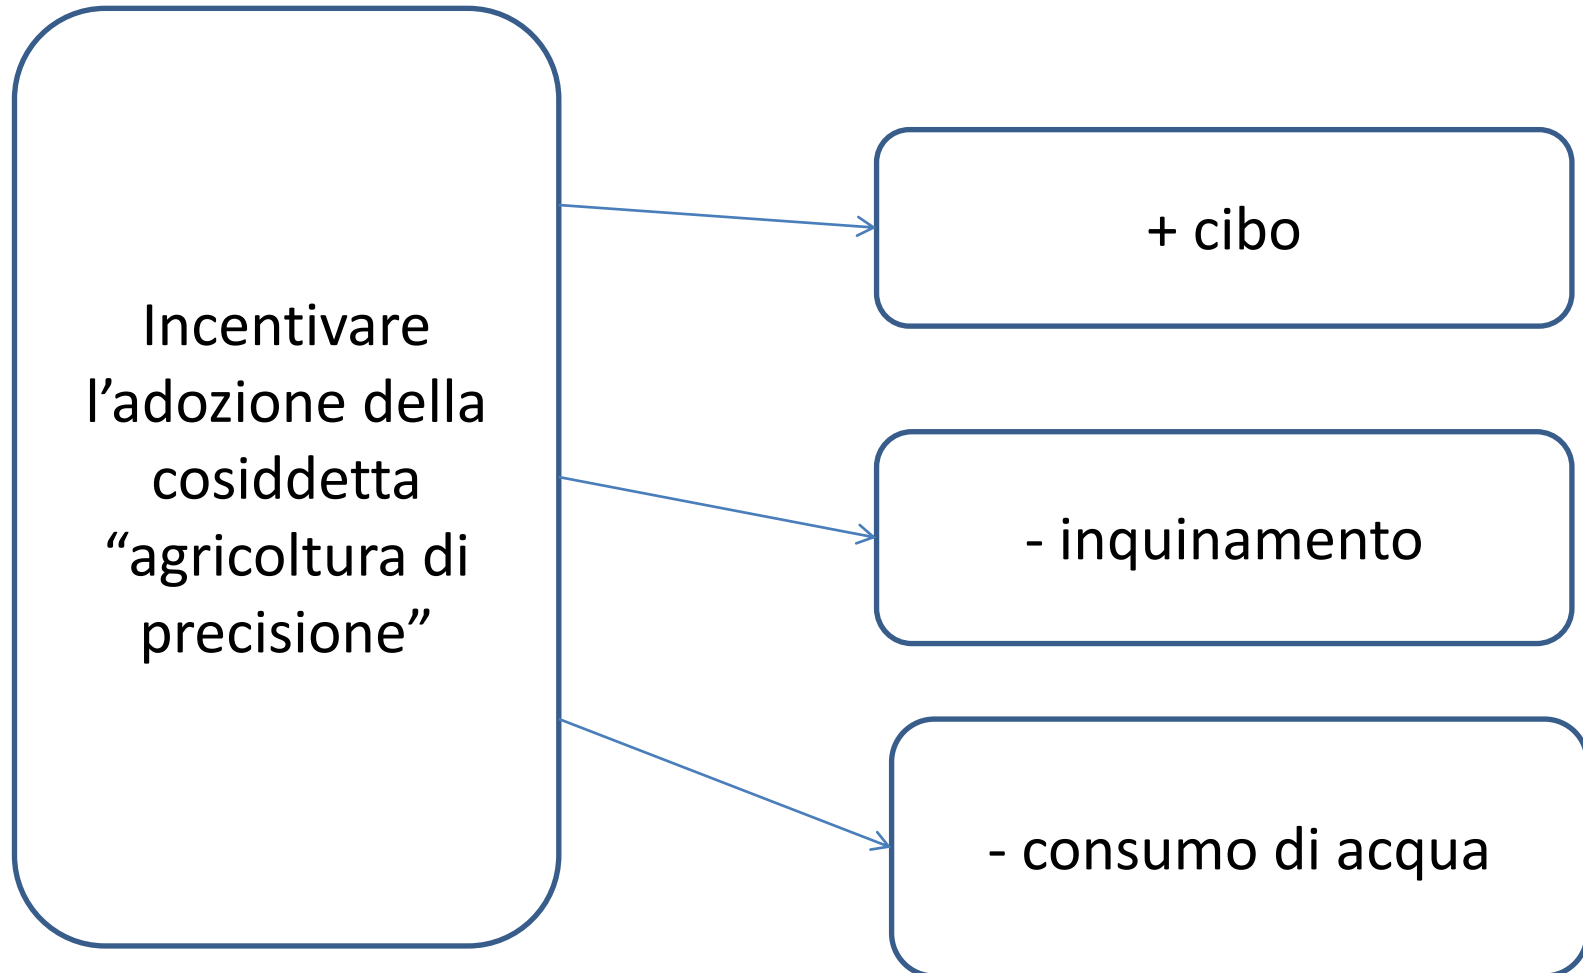 Incentivare
l’adozione della
cosiddetta
“agricoltura di
precisione”
+ cibo
- inquinamento
- consumo di acqua